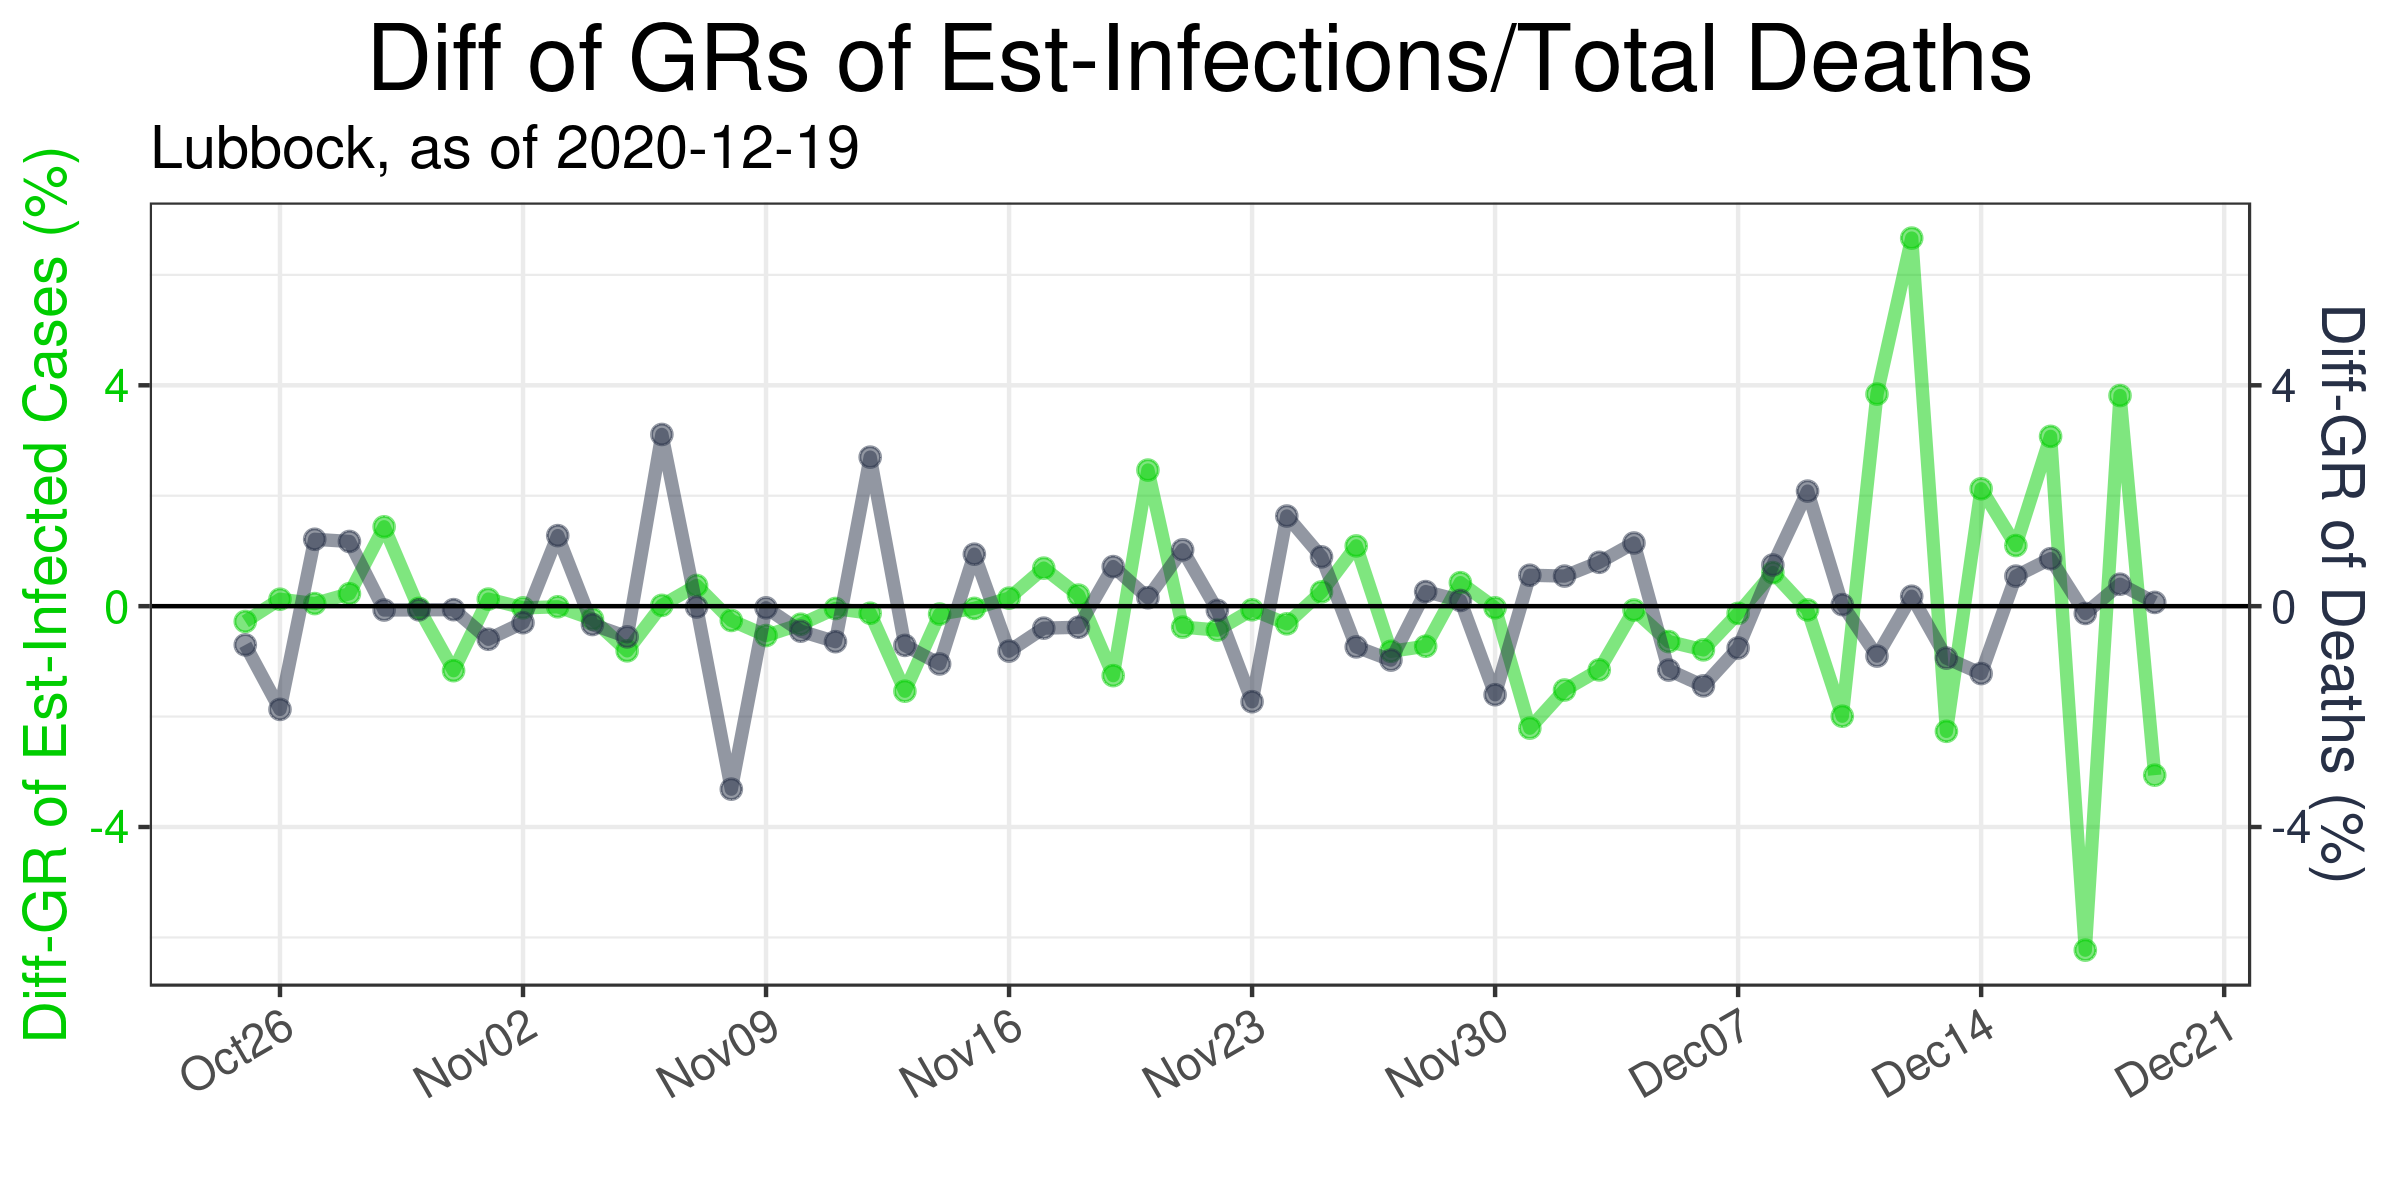 Diff of GRs of Est-Infections/Total Deaths
Lubbock, as of 2020-12-19
Diff-GR of Est-Infected Cases (%)
4
0
-4
4
0
-4
Diff-GR of Deaths (%)
Oct26
Nov02
Nov09
Nov16
Nov23
Nov30
Dec07
Dec14
Dec21